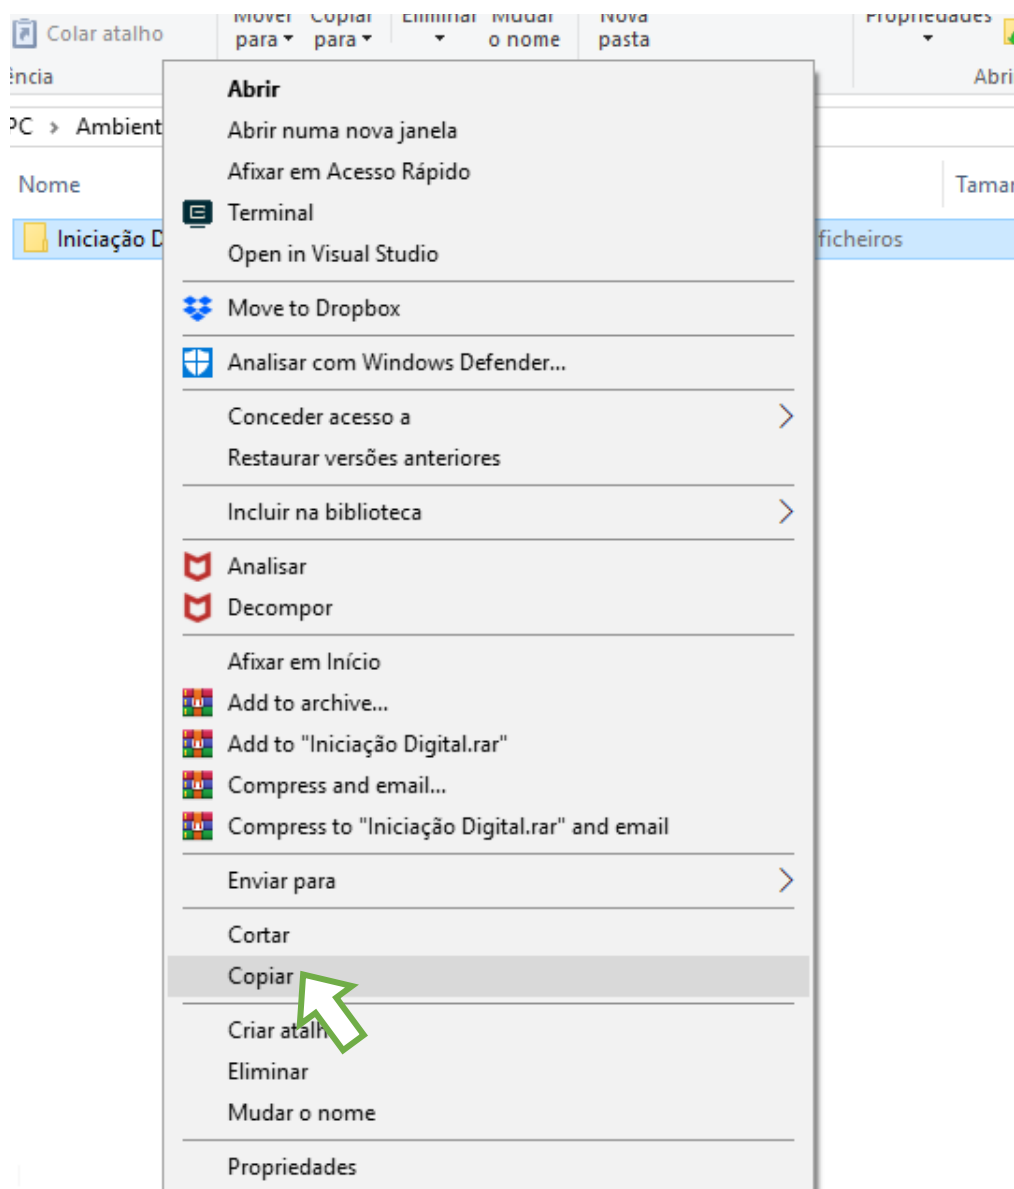 Mover Copiar Eliminar Mudar Nova Propriedades
Colar atalho para para o nome pasta
ência Abri
PC > Ambient
Nome Tamar
Iniciação D ficheiros
Abrir
Abrir numa nova janela
Afixar em Acesso Rápido
Terminal
Open in Visual Studio
Move to Dropbox
Analisar com Windows Defender...
Conceder acesso a
Restaurar versões anteriores
Incluir na biblioteca
Analisar
Decompor
Afixar em Início
Add to archive...
Add to "Iniciação Digital.rar"
Compress and email...
Compress to "Iniciação Digital.rar" and email
Enviar para
Cortar
Copiar
Criar atalh
Eliminar
Mudar o nome
Propriedades